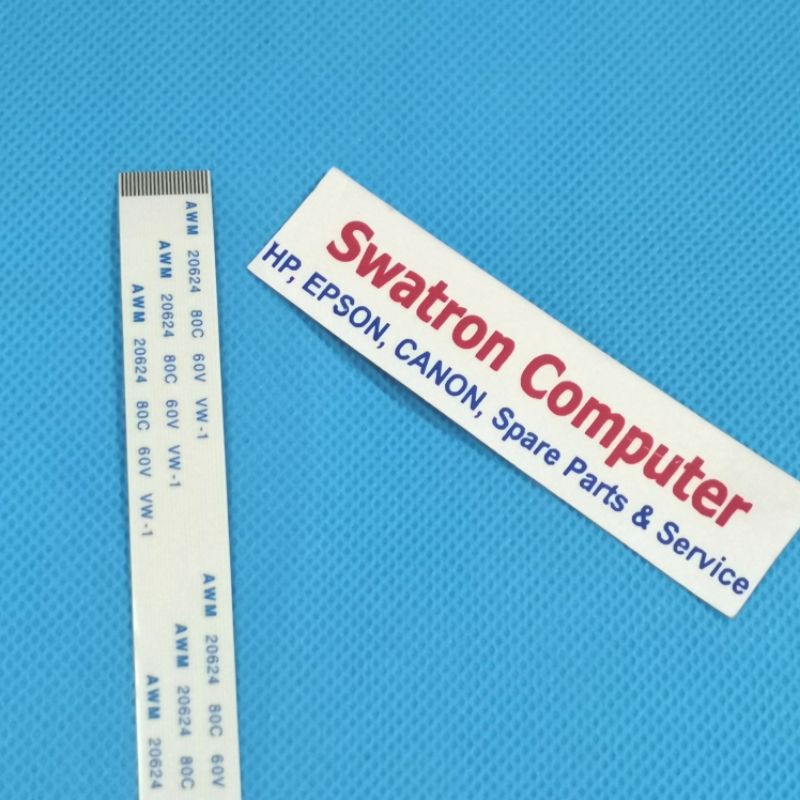 AWM 20624 80C 60V VW-1
AWM 20624 80C 60V VW-1
AWM 20624 80C 60V VW-1
AWM 20624 80C 60V
AWM 20624 80C
AWM 20624
Swatron Computer
HP, EPSON, CANON, Spare Parts & Service